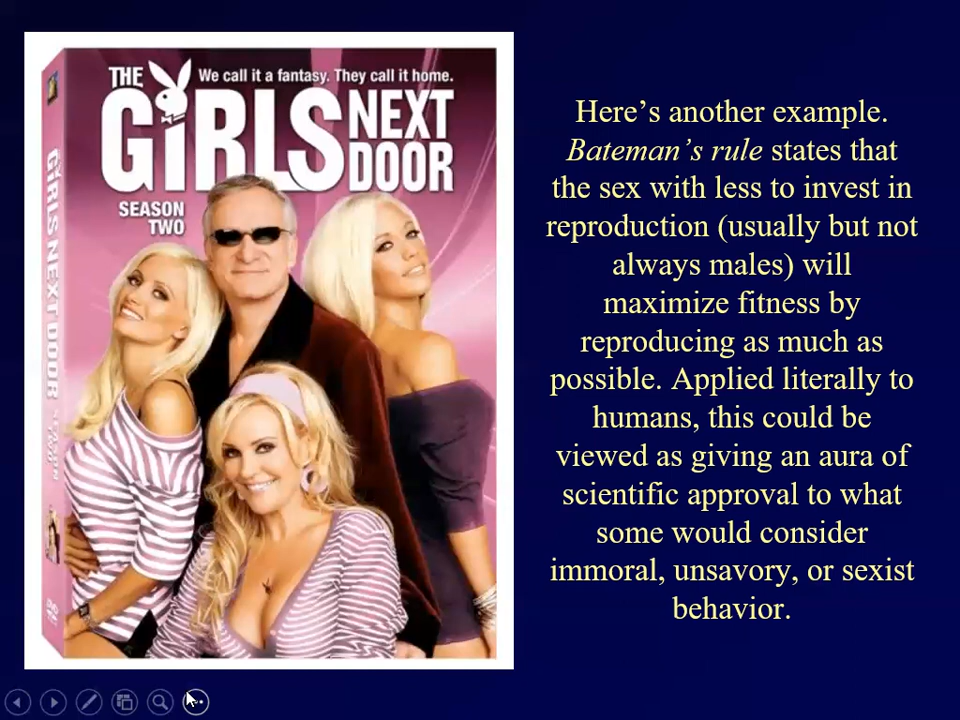 THE
We call it a fantasy. They call it home.
GiRLS
NEXT
DOOR
SEASON
TWO
GIRLS NEXT DOOR
Here's another example.
Bateman's rule states that
the sex with less to invest in
reproduction (usually but not
always males) will
maximize fitness by
reproducing as much as
possible. Applied literally to
humans, this could be
viewed as giving an aura of
scientific approval to what
some would consider
immoral, unsavory, or sexist
behavior.